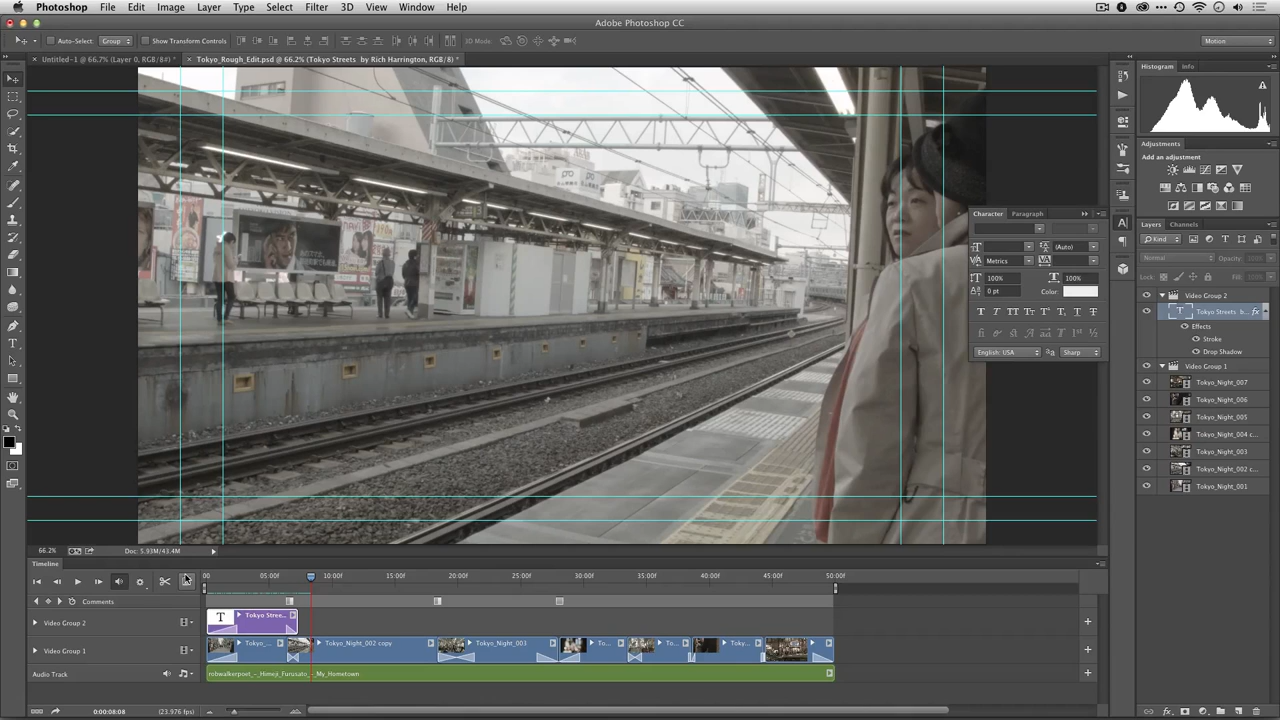 Photoshop File Edit Image Layer Type Select Filter 3D View Window Help
Adobe Photoshop CC
Auto-Select: Group Show Transform Controls 3D Mode: Motion
Untitled-1 @ 66.7% (Layer 0, RGB/8#) * Tokyo_Rough_Edit.psd @ 66.2% (Tokyo Streets by Rich Harrington, RGB/8) *
Histogram Info
Adjustments
Add an adjustment
Character Paragraph
(Auto)
Metrics
100% 100%
0 pt Color:
English: USA Sharp
Layers Channels
Kind
Normal Opacity:
Lock: Fill:
Video Group 2
Tokyo Streets b... fx
Effects
Stroke
Drop Shadow
Video Group 1
Tokyo_Night_007
Tokyo_Night_006
Tokyo_Night_005
Tokyo_Night_004 c...
Tokyo_Night_003
Tokyo_Night_002 c...
Tokyo_Night_001
66.2% Doc: 5.93M/43.4M
Timeline
00 05:00f 10:00f 15:00f 20:00f 25:00f 30:00f 35:00f 40:00f 45:00f 50:00f
Comments
Video Group 2 T Tokyo Stree...
Video Group 1 Tokyo_... Tokyo_Night_002 copy Tokyo_Night_003 To... To... Toky...
Audio Track robwalkerpoet_-_Himeji_Furusato_-_My_Hometown
0:00:08:08 (23.976 fps)